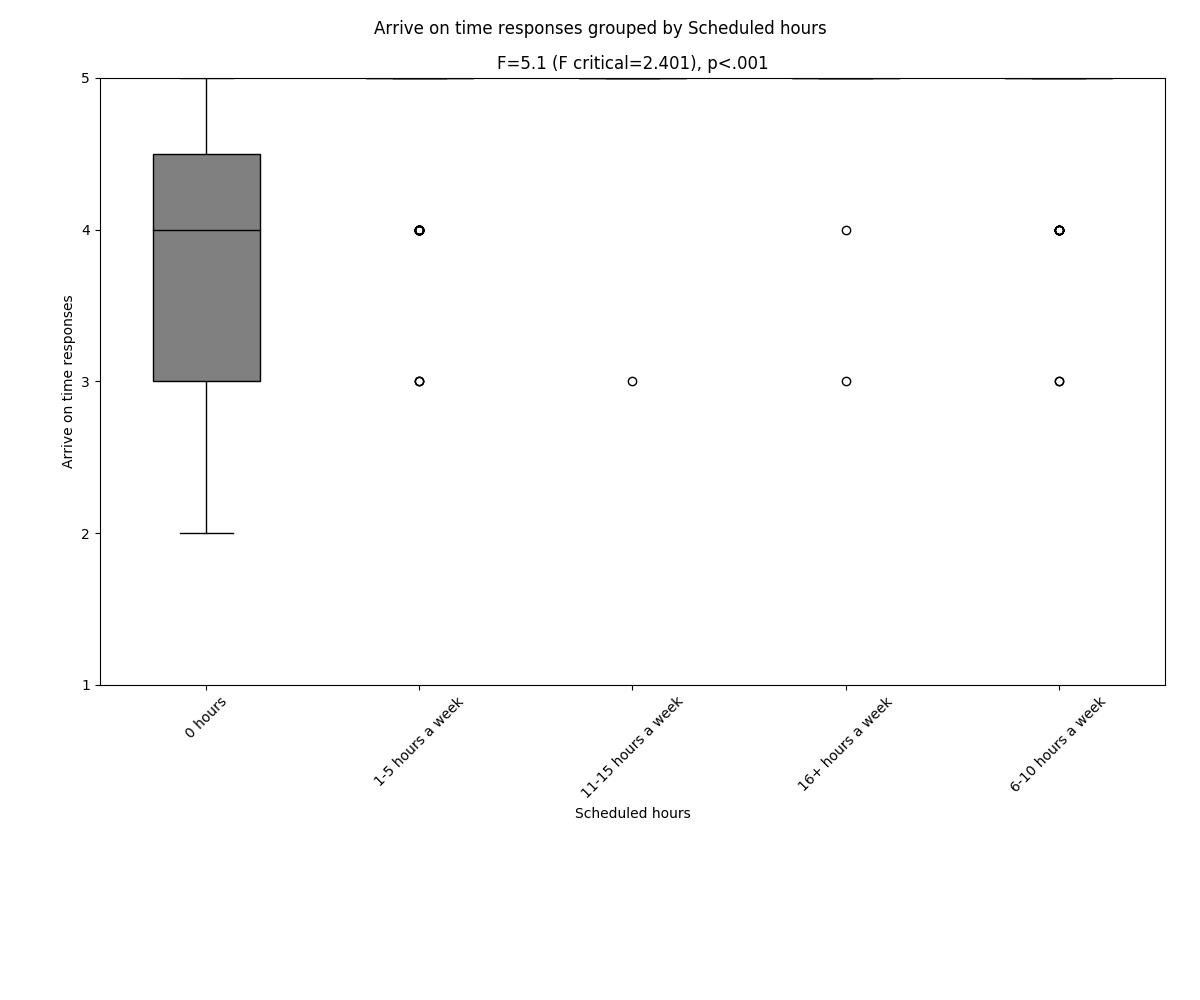 Arrive on time responses grouped by Scheduled hours
F=5.1 (F critical=2.401), p<.001
5
4
3
2
1
Arrive on time responses
0 hours
1-5 hours a week
11-15 hours a week
16+ hours a week
6-10 hours a week
Scheduled hours